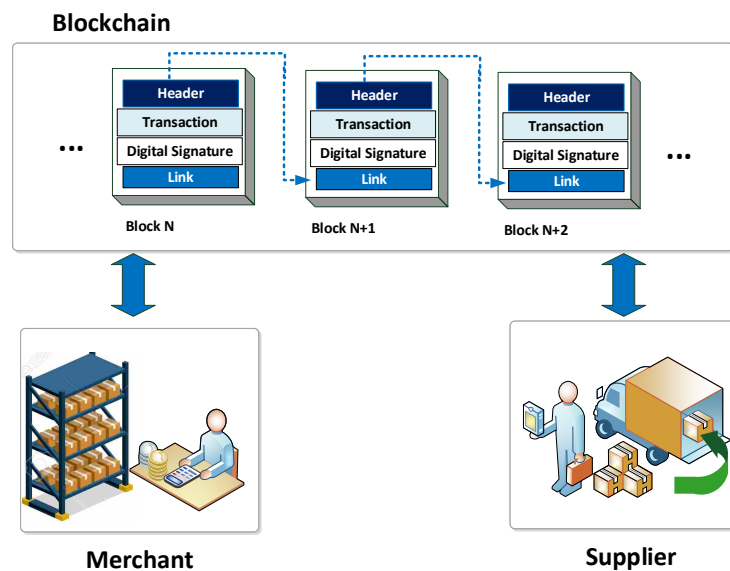 Blockchain
Header
Transaction
Digital Signature
Link
Block N
Header
Transaction
Digital Signature
Link
Block N+1
Header
Transaction
Digital Signature
Link
Block N+2
...
...
Merchant
Supplier